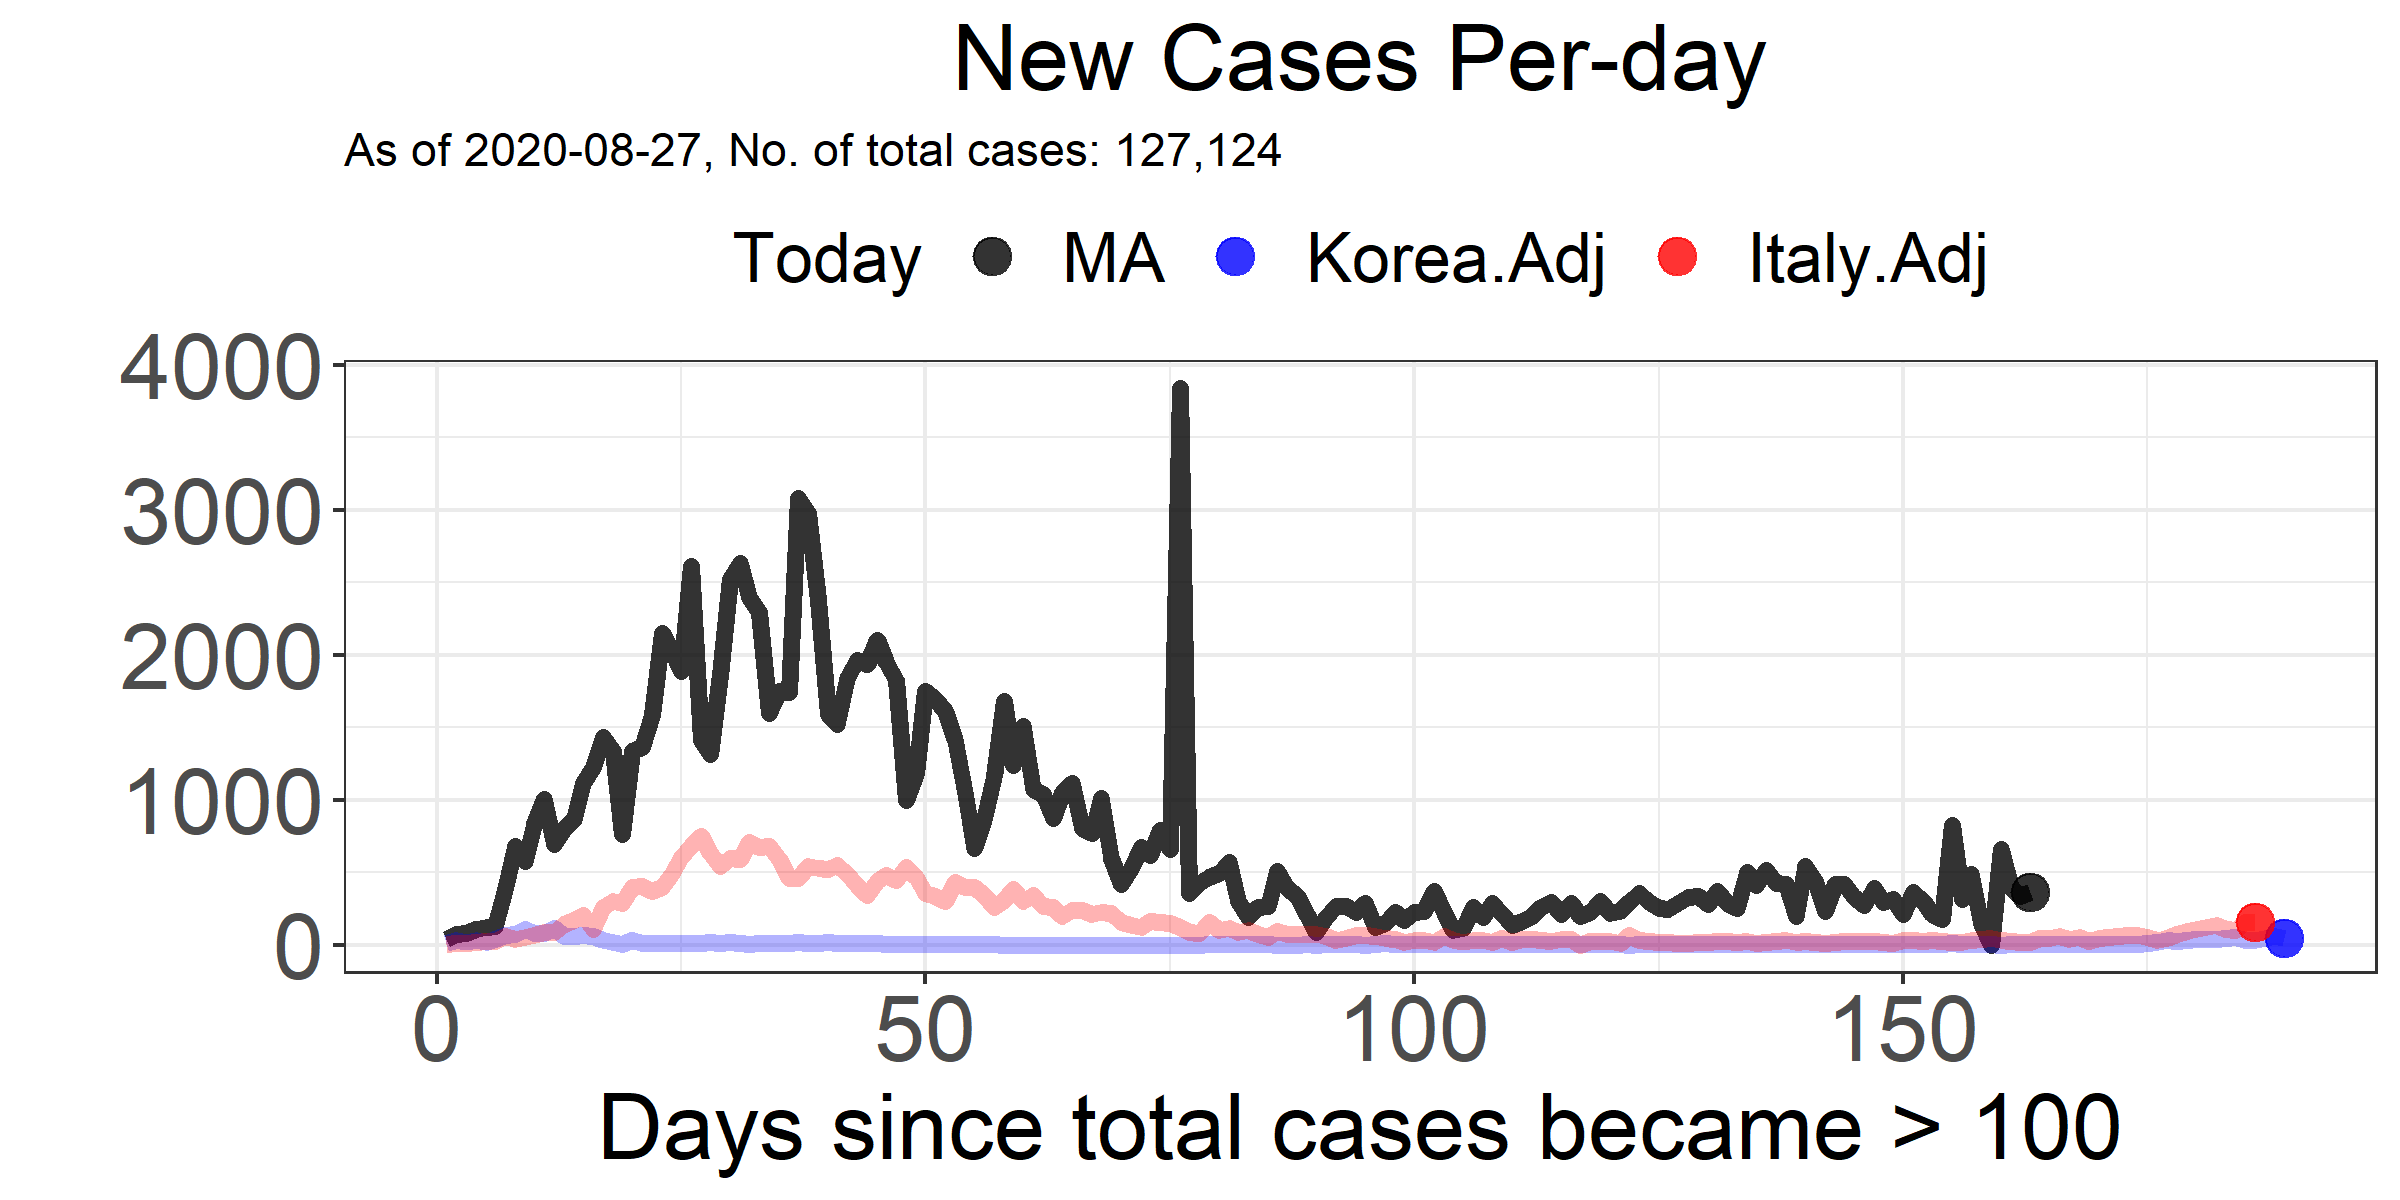 New Cases Per-day
As of 2020-08-27, No. of total cases: 127,124
Today MA Korea.Adj Italy.Adj
4000
3000
2000
1000
0
0 50 100 150
Days since total cases became > 100